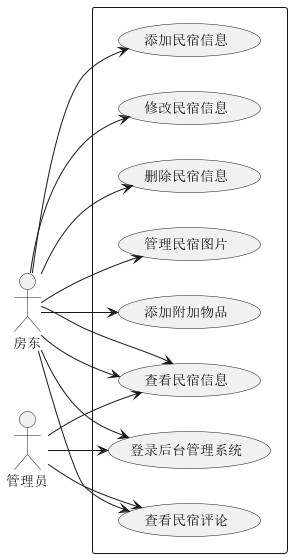 添加民宿信息
修改民宿信息
删除民宿信息
管理民宿图片
添加附加物品
房东
查看民宿信息
登录后台管理系统
管理员
查看民宿评论